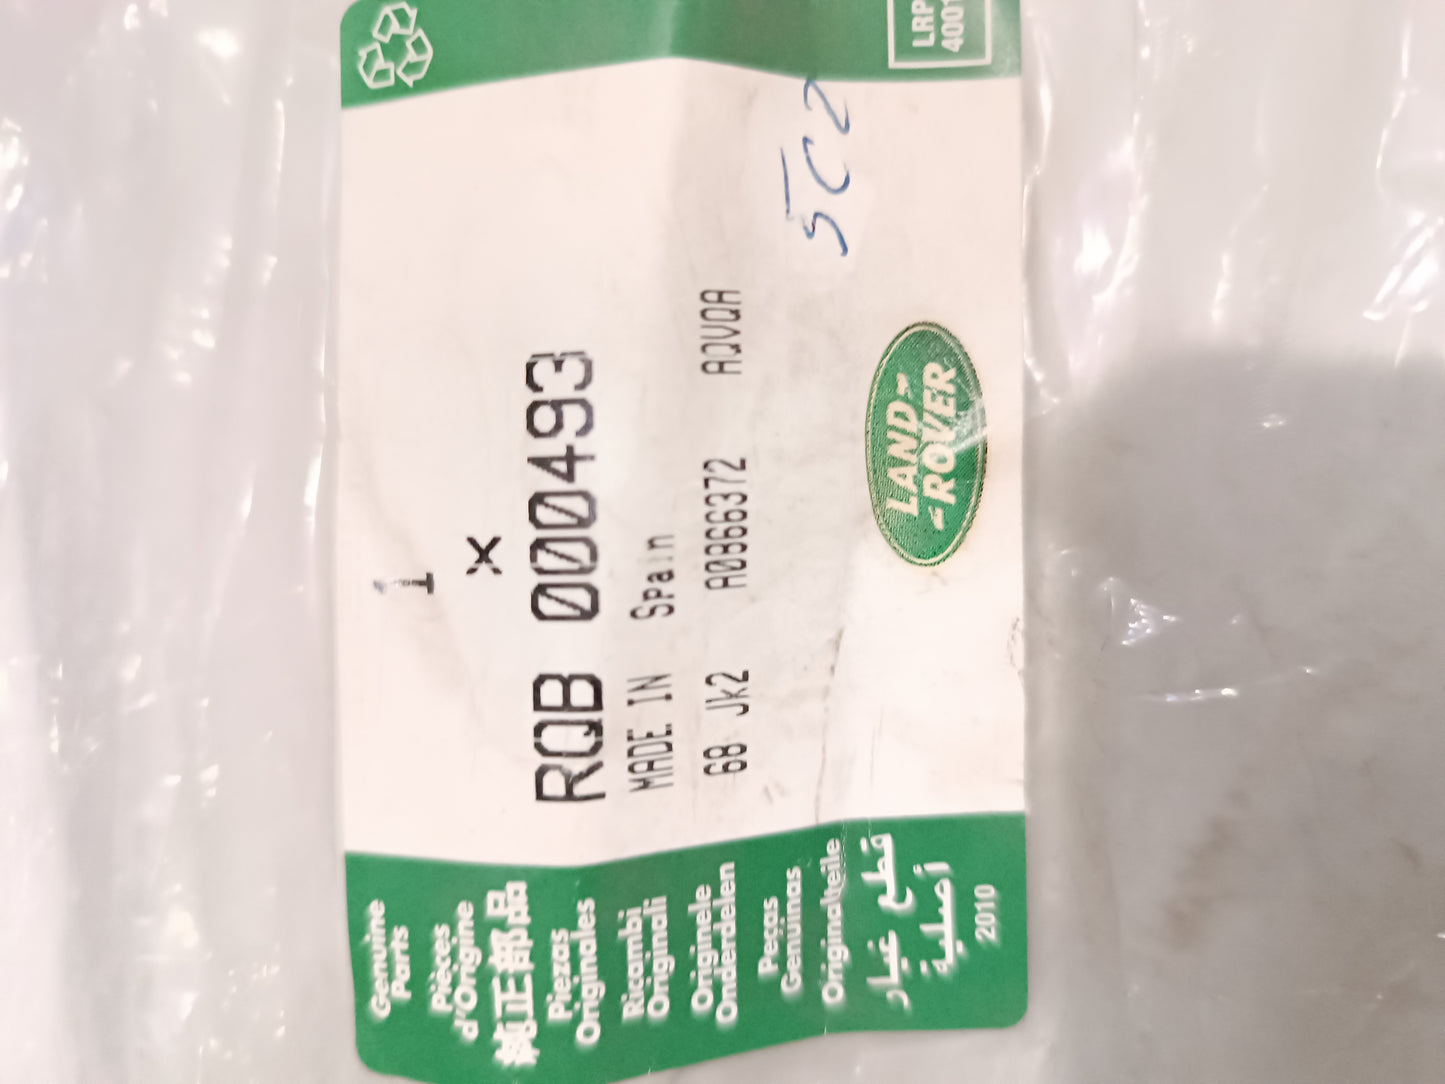 Genuine
Parts
Pièces
d'Origine
純正部品
Piezas
Originales
Ricambi
Originali
Originele
Onderdelen
Peças
Genuinas
Originalteile
قطع غيار
أصلية
2010
1
x
RQB 000493
MADE IN Spain
68 Jk2 A0866372 AQVQA
5C2
LAND
ROVER
LRP
4001